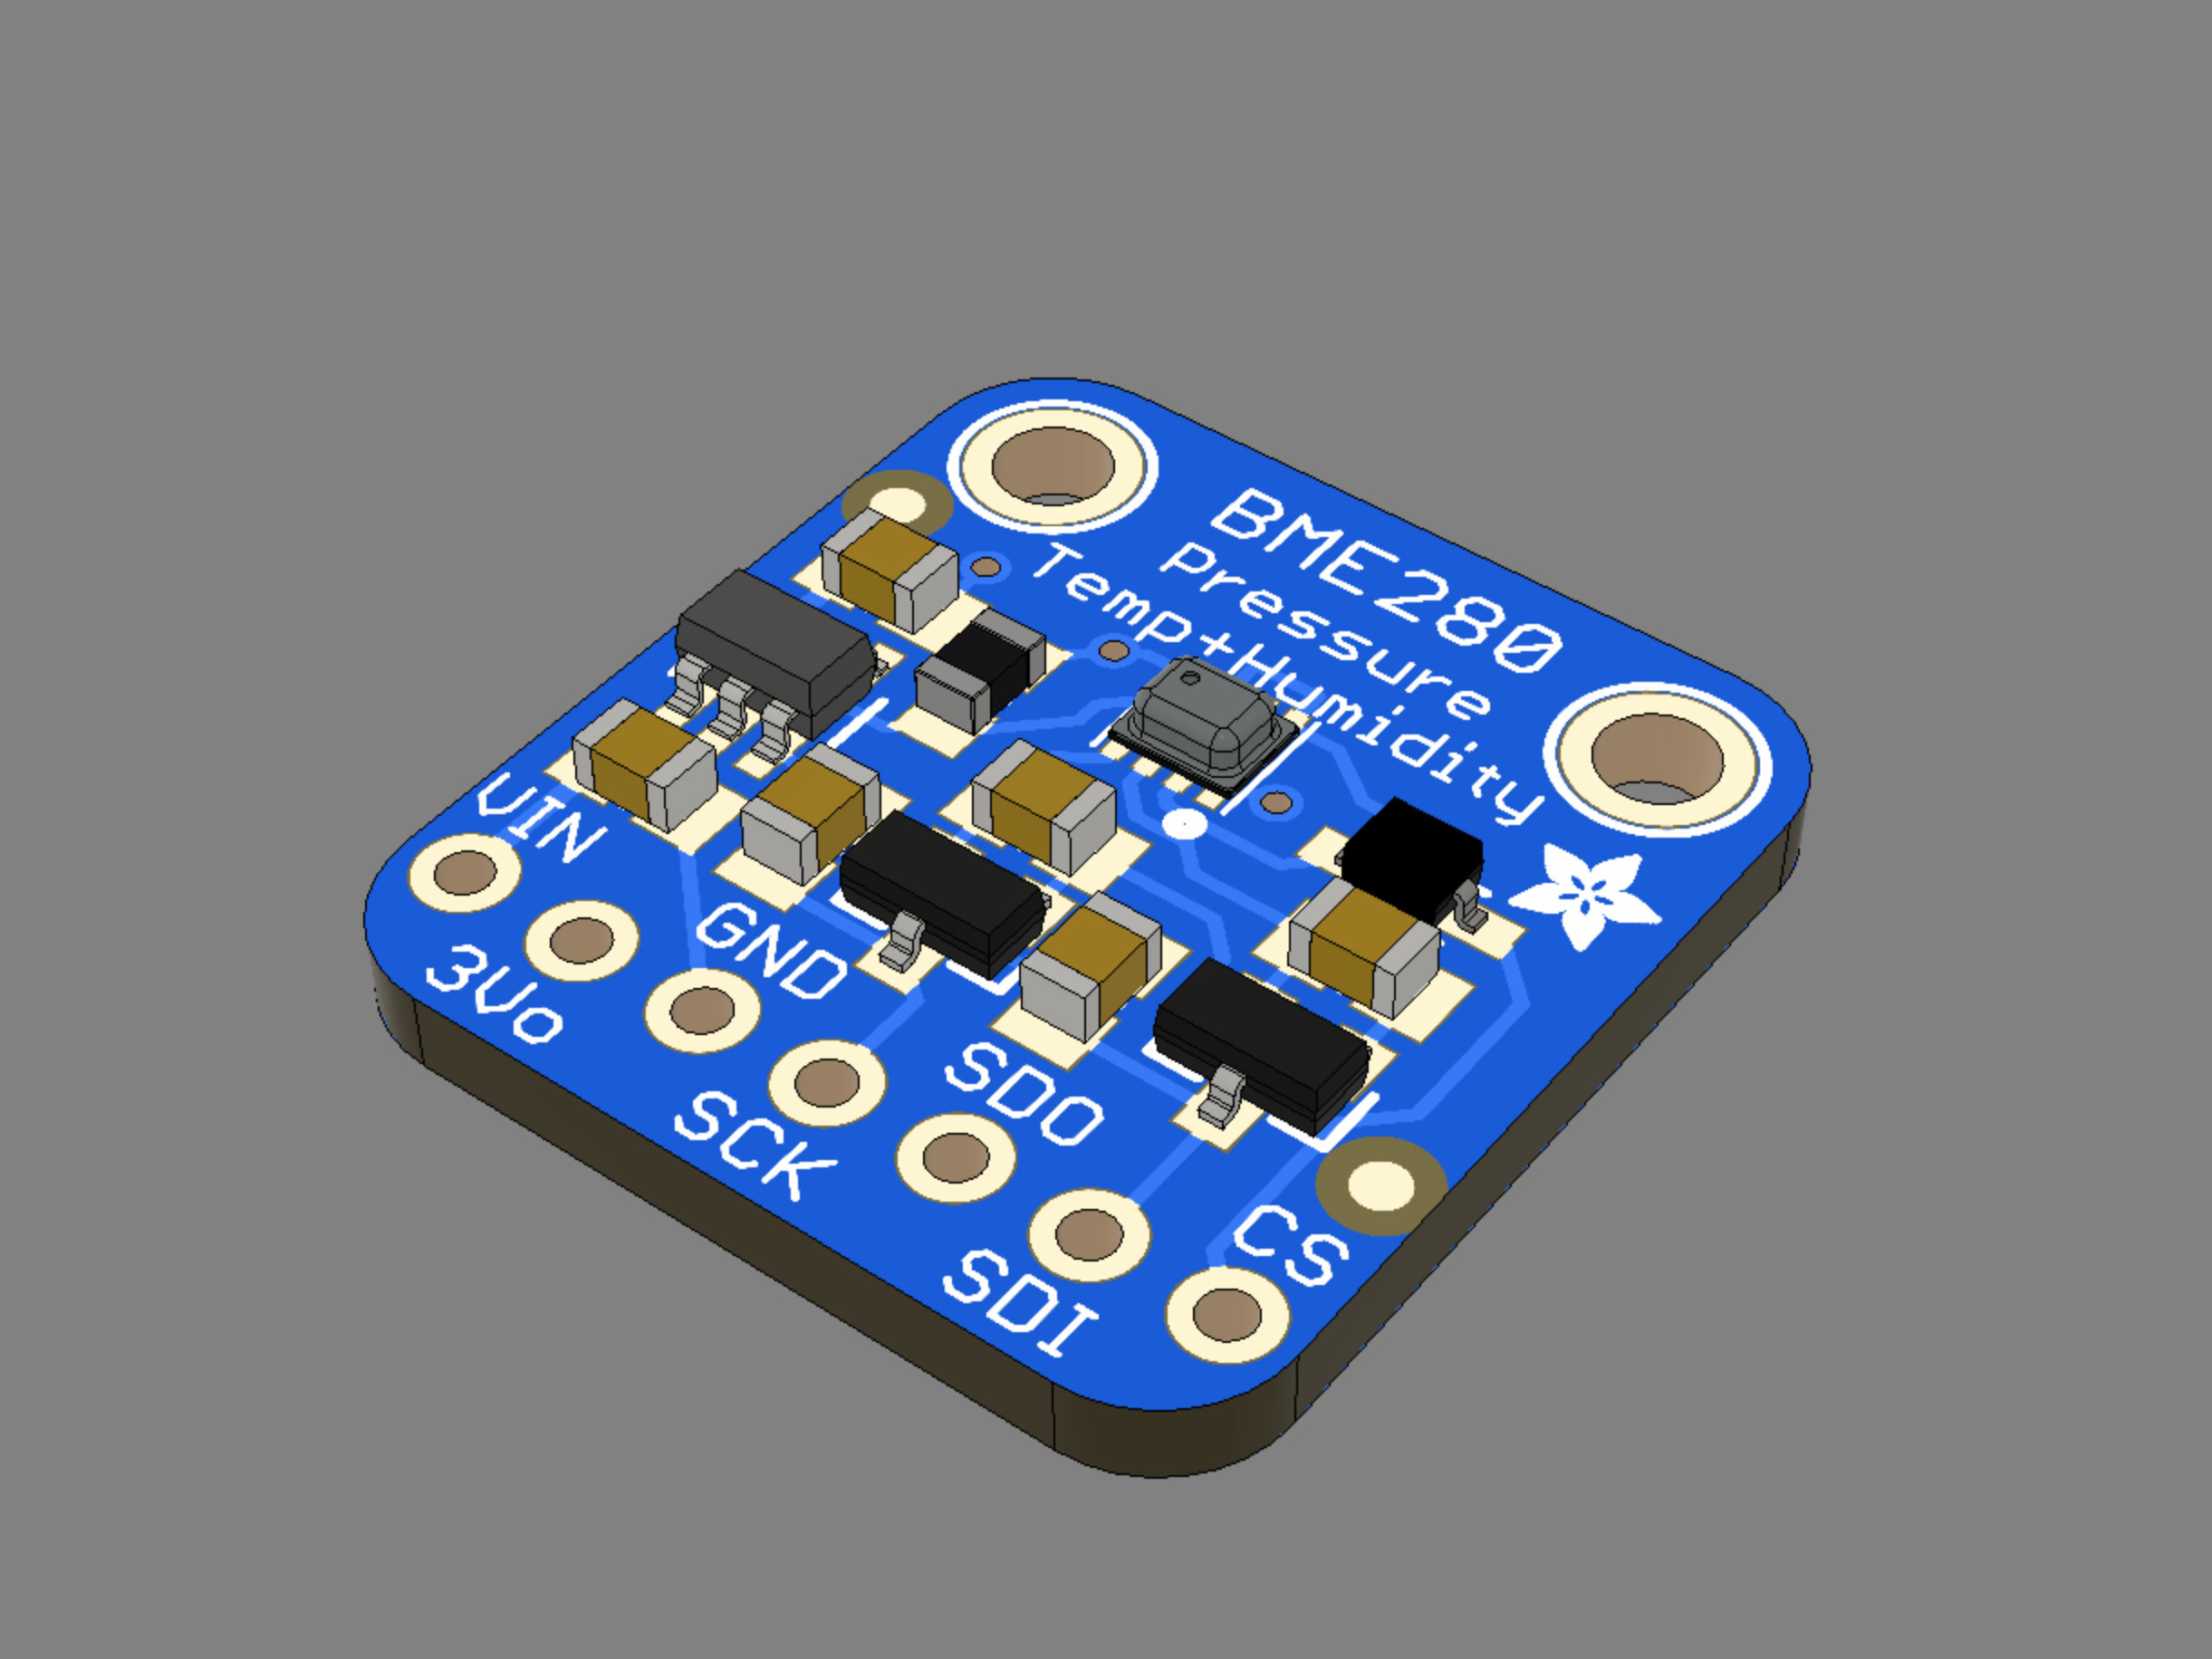 BME280
Pressure
Temp+Humidity
VIN
3Vo
GND
SCK
SDO
SDI
CS